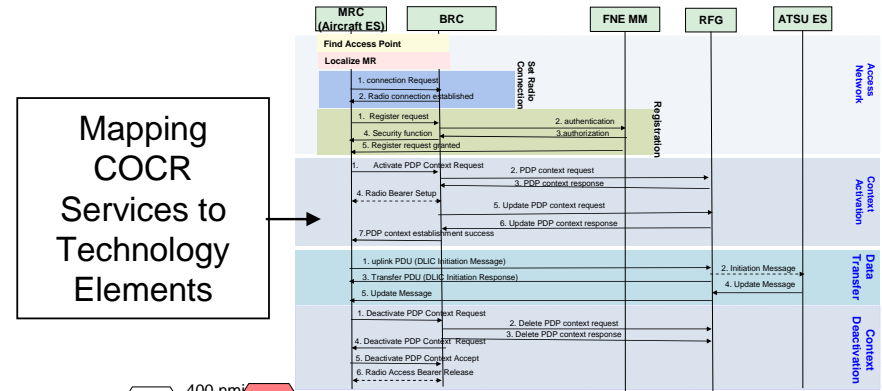 MRC
(Aircraft ES)
BRC
FNE MM
RFG
ATSU ES
Find Access Point
Localize MR
1. connection Request
2. Radio connection established
Set Radio
Connection
1. Register request
2. authentication
3.authorization
4. Security function
5. Register request granted
Registration
Access
Network
1. Activate PDP Context Request
2. PDP context request
3. PDP context response
4. Radio Bearer Setup
5. Update PDP context request
6. Update PDP context response
7.PDP context establishment success
Context
Activation
1. uplink PDU (DLIC Initiation Message)
2. Initiation Message
3. Transfer PDU (DLIC Initiation Response)
4. Update Message
5. Update Message
Data
Transfer
1. Deactivate PDP Context Request
2. Delete PDP context request
3. Delete PDP context response
4. Deactivate PDP Context Request
5. Deactivate PDP Context Accept
6. Radio Access Bearer Release
Context
Deactivation
Mapping
COCR
Services to
Technology
Elements
400 nmi